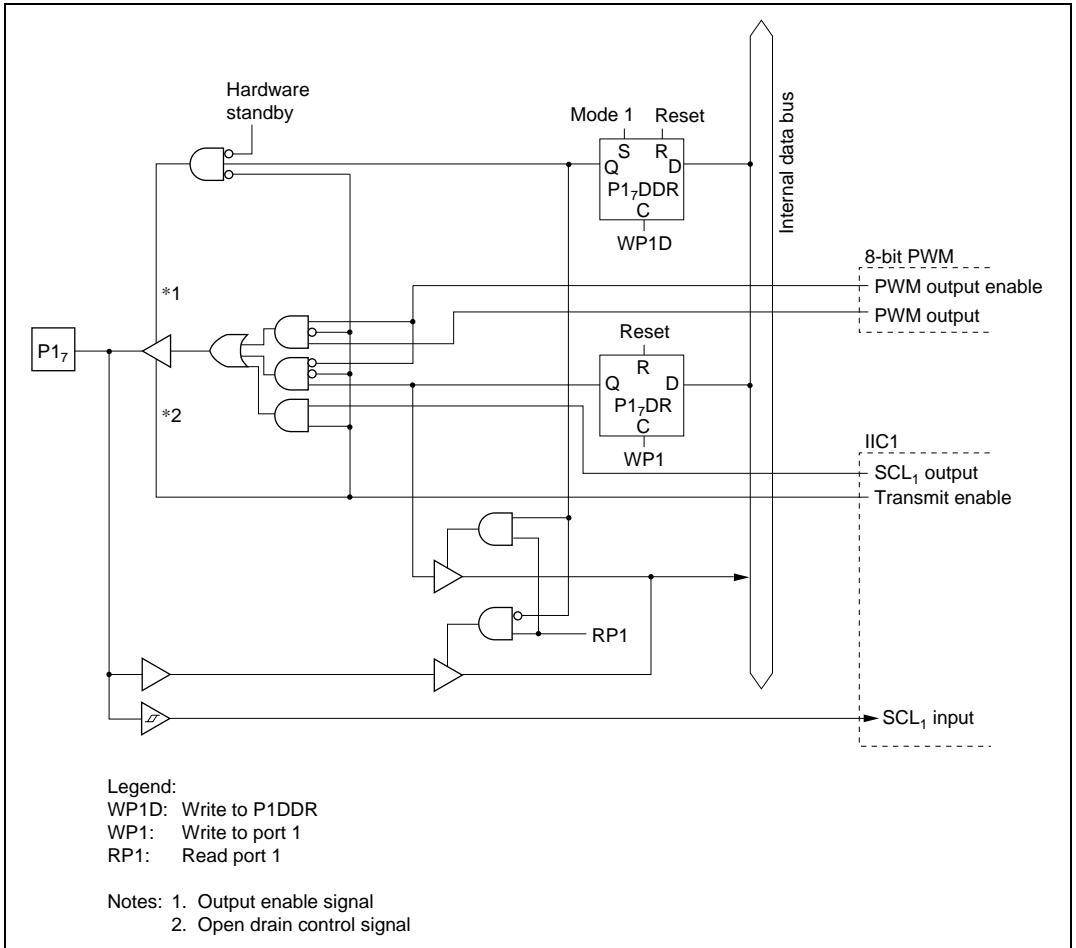 Hardware
standby
Mode 1 Reset
S R
Q D
P1₇DDR
C
WP1D
Internal data bus
8-bit PWM
PWM output enable
PWM output
*1
P1₇
Reset
R
Q D
P1₇DR
C
WP1
*2
IIC1
SCL₁ output
Transmit enable
RP1
SCL₁ input
Legend:
WP1D: Write to P1DDR
WP1: Write to port 1
RP1: Read port 1
Notes: 1. Output enable signal
2. Open drain control signal